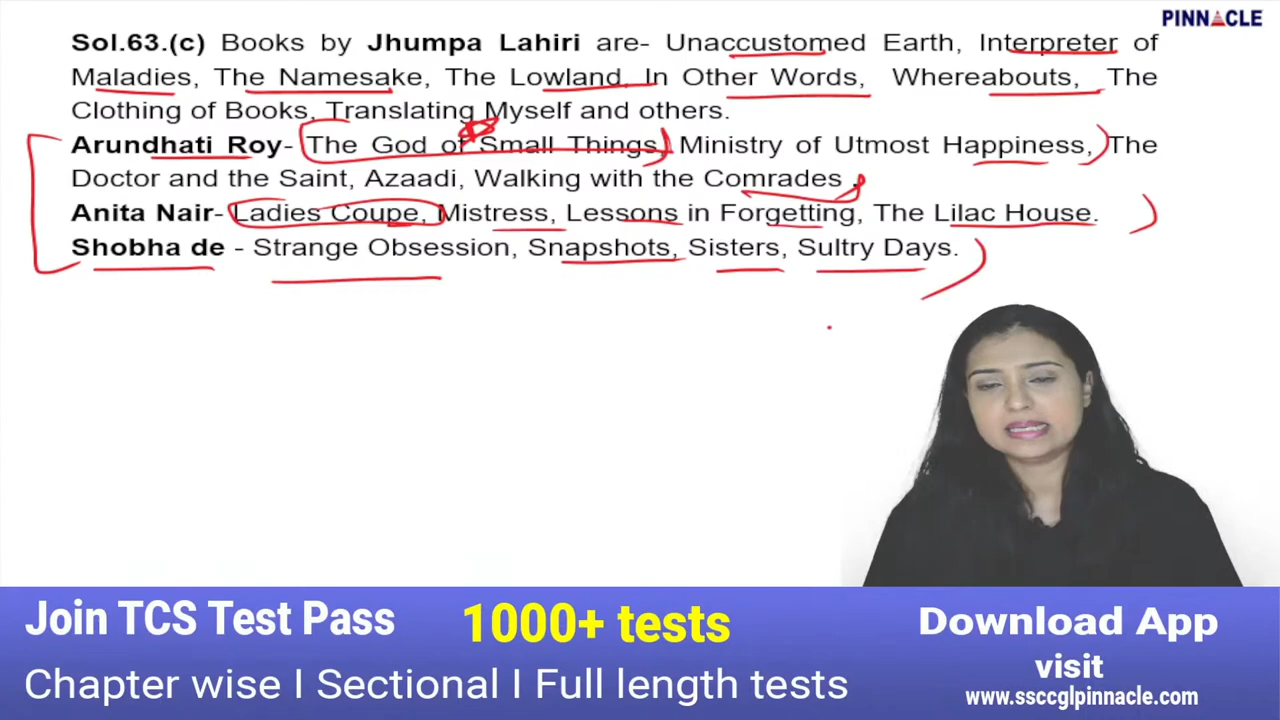 PINNACLE
Sol.63.(c) Books by Jhumpa Lahiri are- Unaccustomed Earth, Interpreter of
Maladies, The Namesake, The Lowland, In Other Words, Whereabouts, The
Clothing of Books, Translating Myself and others.
Arundhati Roy- The God of Small Things, Ministry of Utmost Happiness, The
Doctor and the Saint, Azaadi, Walking with the Comrades.
Anita Nair- Ladies Coupe, Mistress, Lessons in Forgetting, The Lilac House.
Shobha de - Strange Obsession, Snapshots, Sisters, Sultry Days.
Join TCS Test Pass
1000+ tests
Chapter wise I Sectional I Full length tests
Download App
visit
www.ssccglpinnacle.com